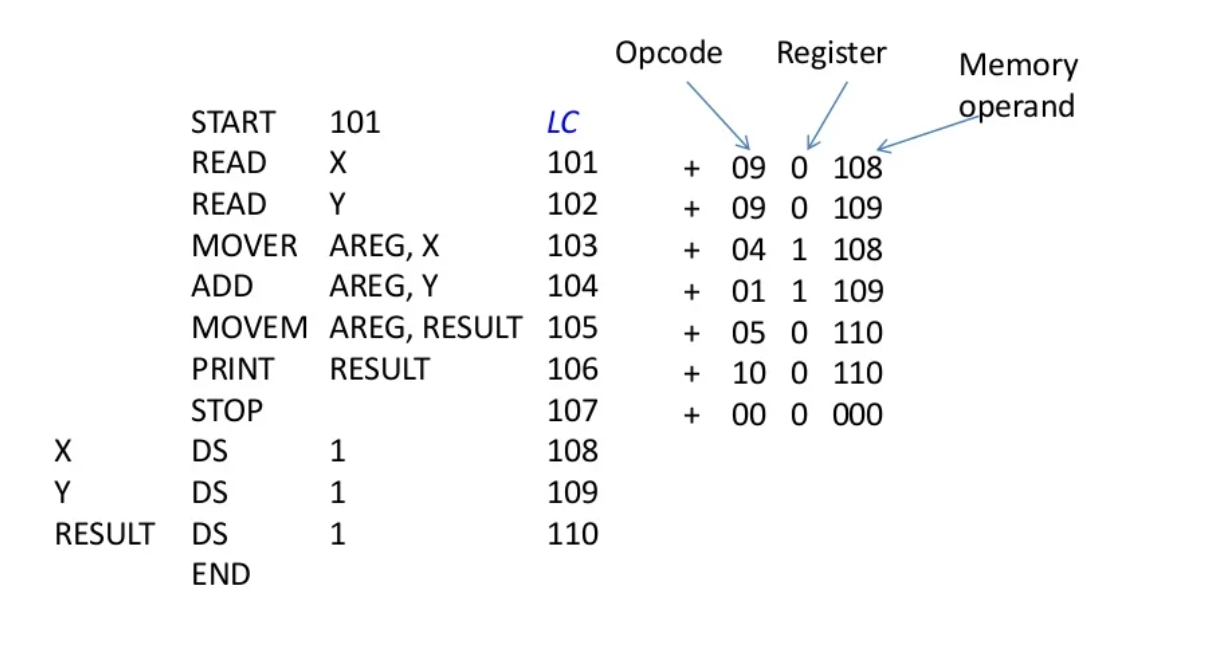 Opcode Register Memory
operand
START 101 LC
READ X 101 + 09 0 108
READ Y 102 + 09 0 109
MOVER AREG, X 103 + 04 1 108
ADD AREG, Y 104 + 01 1 109
MOVEM AREG, RESULT 105 + 05 0 110
PRINT RESULT 106 + 10 0 110
STOP 107 + 00 0 000
X DS 1 108
Y DS 1 109
RESULT DS 1 110
END